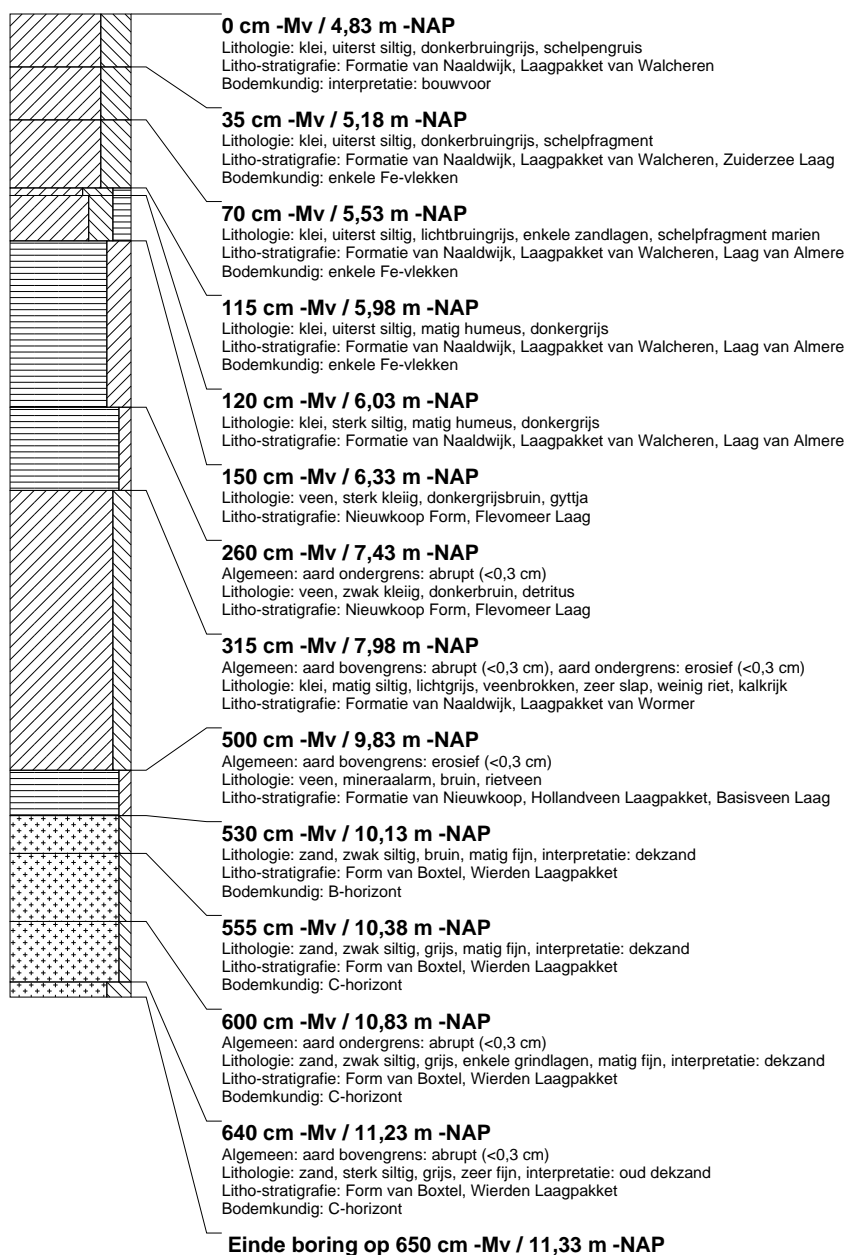 0 cm -Mv / 4,83 m -NAP
Lithologie: klei, uiterst siltig, donkerbruingrijs, schelpengruis
Litho-stratigrafie: Formatie van Naaldwijk, Laagpakket van Walcheren
Bodemkundig: interpretatie: bouwvoor
35 cm -Mv / 5,18 m -NAP
Lithologie: klei, uiterst siltig, donkerbruingrijs, schelpfragment
Litho-stratigrafie: Formatie van Naaldwijk, Laagpakket van Walcheren, Zuiderzee Laag
Bodemkundig: enkele Fe-vlekken
70 cm -Mv / 5,53 m -NAP
Lithologie: klei, uiterst siltig, lichtbruingrijs, enkele zandlagen, schelpfragment marien
Litho-stratigrafie: Formatie van Naaldwijk, Laagpakket van Walcheren, Laag van Almere
Bodemkundig: enkele Fe-vlekken
115 cm -Mv / 5,98 m -NAP
Lithologie: klei, uiterst siltig, matig humeus, donkergrijs
Litho-stratigrafie: Formatie van Naaldwijk, Laagpakket van Walcheren, Laag van Almere
Bodemkundig: enkele Fe-vlekken
120 cm -Mv / 6,03 m -NAP
Lithologie: klei, sterk siltig, matig humeus, donkergrijs
Litho-stratigrafie: Formatie van Naaldwijk, Laagpakket van Walcheren, Laag van Almere
150 cm -Mv / 6,33 m -NAP
Lithologie: veen, sterk kleiig, donkergrijsbruin, gyttja
Litho-stratigrafie: Nieuwkoop Form, Flevomeer Laag
260 cm -Mv / 7,43 m -NAP
Algemeen: aard ondergrens: abrupt (<0,3 cm)
Lithologie: veen, zwak kleiig, donkerbruin, detritus
Litho-stratigrafie: Nieuwkoop Form, Flevomeer Laag
315 cm -Mv / 7,98 m -NAP
Algemeen: aard bovengrens: abrupt (<0,3 cm), aard ondergrens: erosief (<0,3 cm)
Lithologie: klei, matig siltig, lichtgrijs, veenbrokken, zeer slap, weinig riet, kalkrijk
Litho-stratigrafie: Formatie van Naaldwijk, Laagpakket van Wormer
500 cm -Mv / 9,83 m -NAP
Algemeen: aard bovengrens: erosief (<0,3 cm)
Lithologie: veen, mineraalarm, bruin, rietveen
Litho-stratigrafie: Formatie van Nieuwkoop, Hollandveen Laagpakket, Basisveen Laag
530 cm -Mv / 10,13 m -NAP
Lithologie: zand, zwak siltig, bruin, matig fijn, interpretatie: dekzand
Litho-stratigrafie: Form van Boxtel, Wierden Laagpakket
Bodemkundig: B-horizont
555 cm -Mv / 10,38 m -NAP
Lithologie: zand, zwak siltig, grijs, matig fijn, interpretatie: dekzand
Litho-stratigrafie: Form van Boxtel, Wierden Laagpakket
Bodemkundig: C-horizont
600 cm -Mv / 10,83 m -NAP
Algemeen: aard ondergrens: abrupt (<0,3 cm)
Lithologie: zand, zwak siltig, grijs, enkele grindlagen, matig fijn, interpretatie: dekzand
Litho-stratigrafie: Form van Boxtel, Wierden Laagpakket
Bodemkundig: C-horizont
640 cm -Mv / 11,23 m -NAP
Algemeen: aard bovengrens: abrupt (<0,3 cm)
Lithologie: zand, sterk siltig, grijs, zeer fijn, interpretatie: oud dekzand
Litho-stratigrafie: Form van Boxtel, Wierden Laagpakket
Bodemkundig: C-horizont
Einde boring op 650 cm -Mv / 11,33 m -NAP